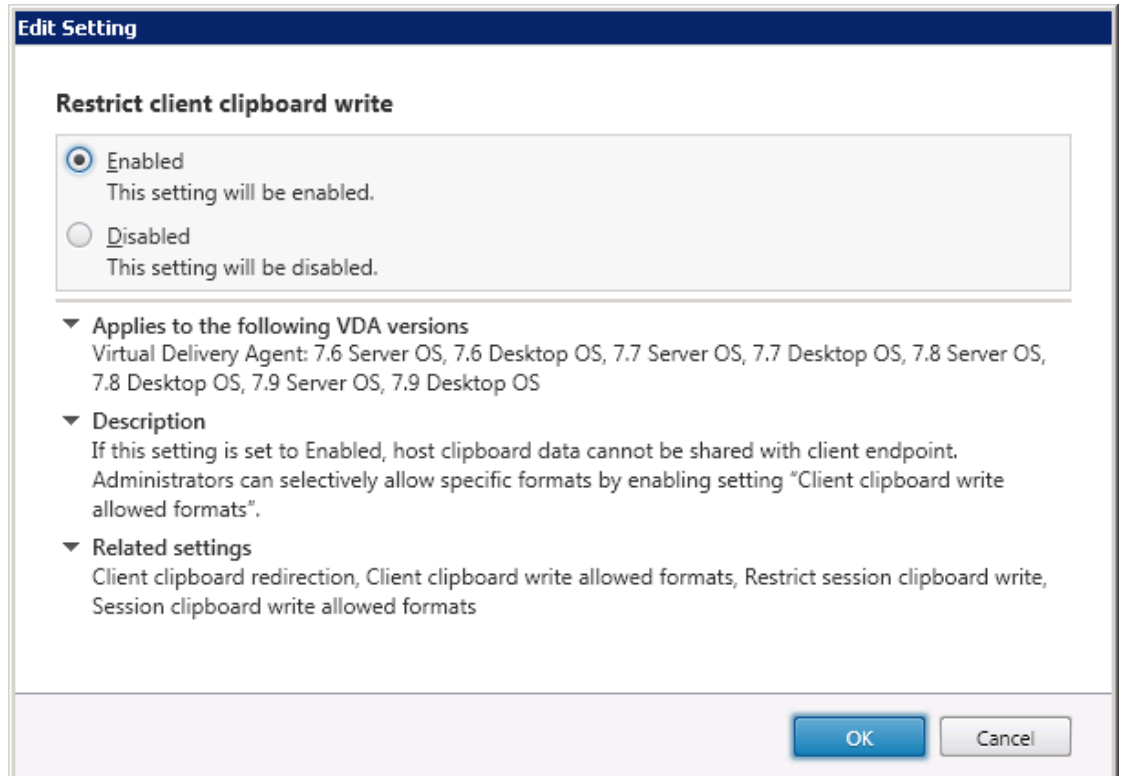 Edit Setting
Restrict client clipboard write
Enabled
This setting will be enabled.
Disabled
This setting will be disabled.
Applies to the following VDA versions
Virtual Delivery Agent: 7.6 Server OS, 7.6 Desktop OS, 7.7 Server OS, 7.7 Desktop OS, 7.8 Server OS,
7.8 Desktop OS, 7.9 Server OS, 7.9 Desktop OS
Description
If this setting is set to Enabled, host clipboard data cannot be shared with client endpoint.
Administrators can selectively allow specific formats by enabling setting “Client clipboard write
allowed formats”.
Related settings
Client clipboard redirection, Client clipboard write allowed formats, Restrict session clipboard write,
Session clipboard write allowed formats
OK
Cancel